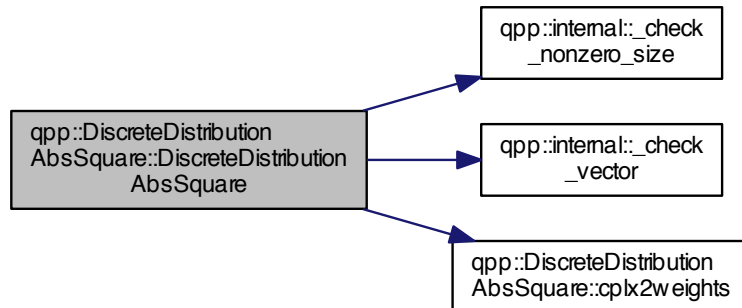 qpp::internal::_check
_nonzero_size
qpp::DiscreteDistribution
AbsSquare::DiscreteDistribution
AbsSquare
qpp::internal::_check
_vector
qpp::DiscreteDistribution
AbsSquare::cplx2weights